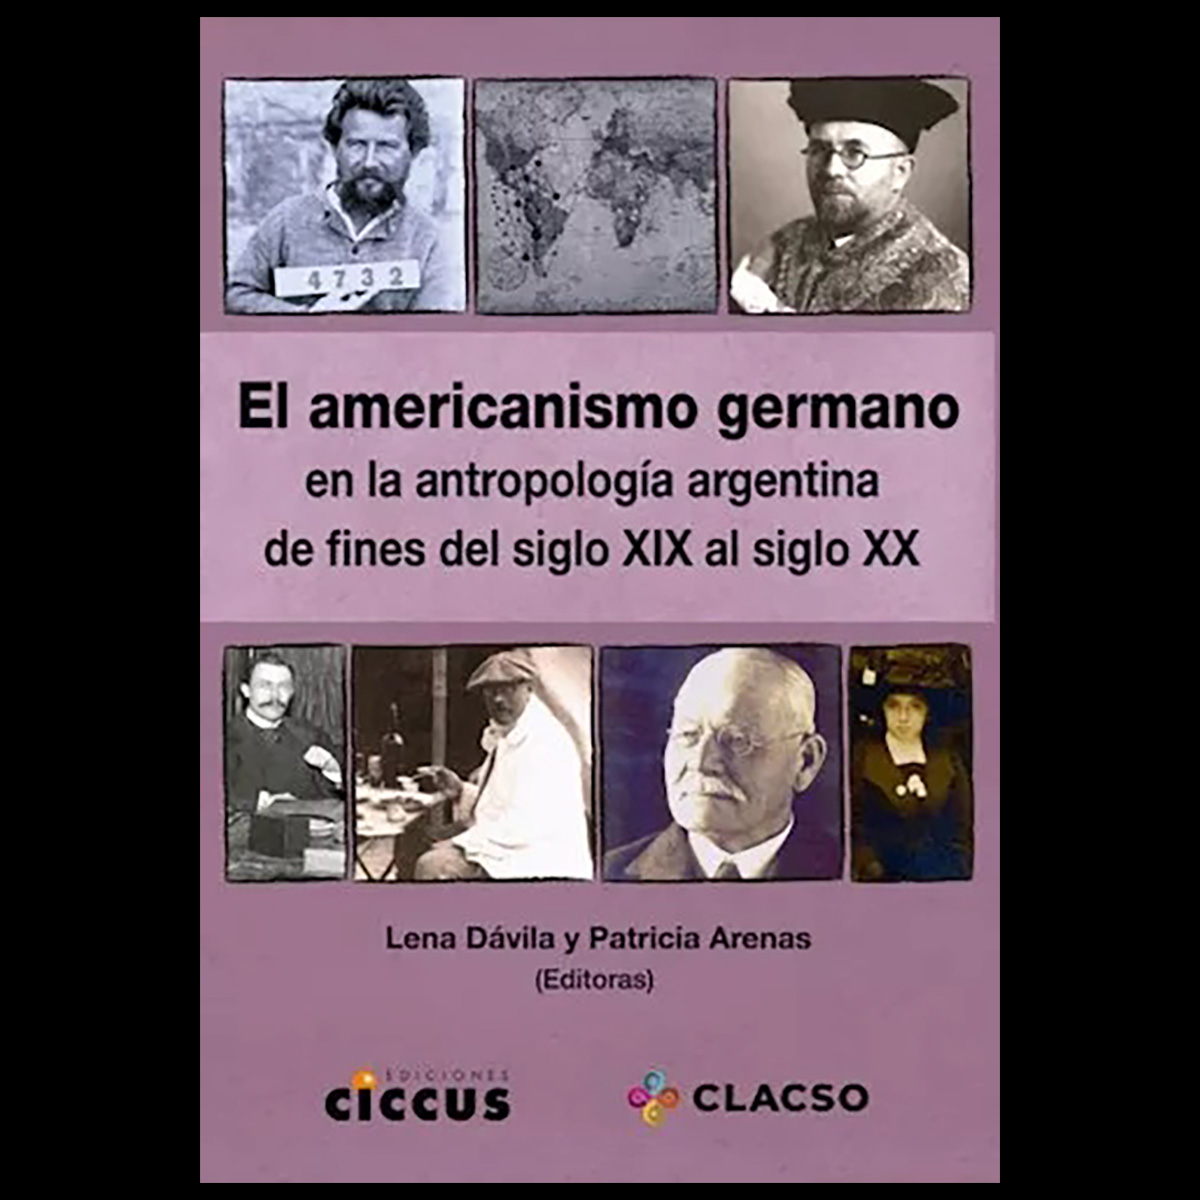 4732
El americanismo germano
en la antropología argentina
de fines del siglo XIX al siglo XX
Lena Dávila y Patricia Arenas
(Editoras)
EDICIONES
CICCUS
CLACSO